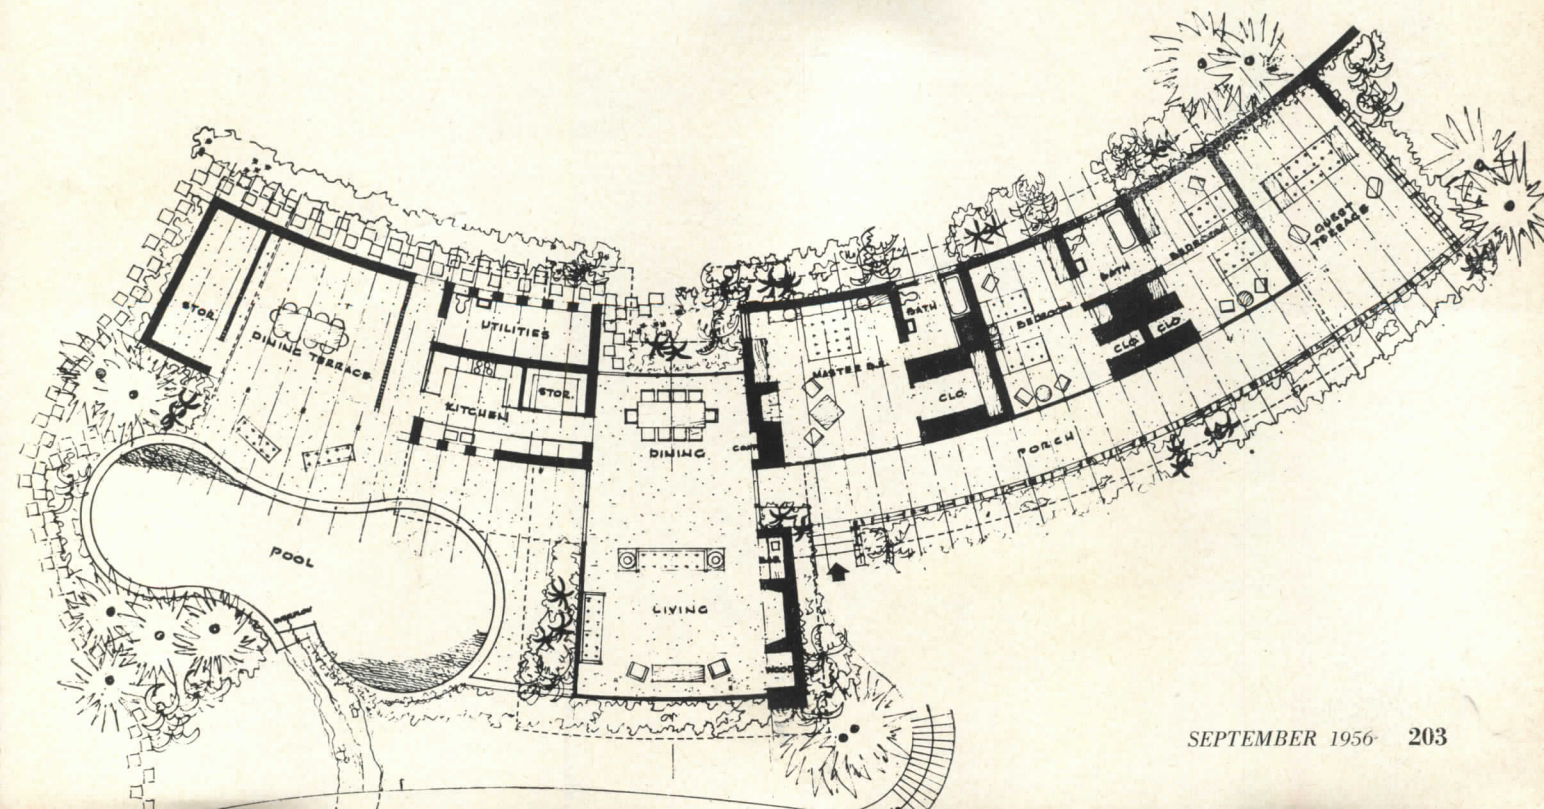 STOR.
DINING TERRACE
UTILITIES
KITCHEN
STOR.
DINING
LIVING
WOOD
POOL
MASTER B.R.
BATH
CLO.
BEDROOM
BATH
CLO.
CLO.
BEDROOM
GUEST
TERRACE
PORCH
SEPTEMBER 1956 203